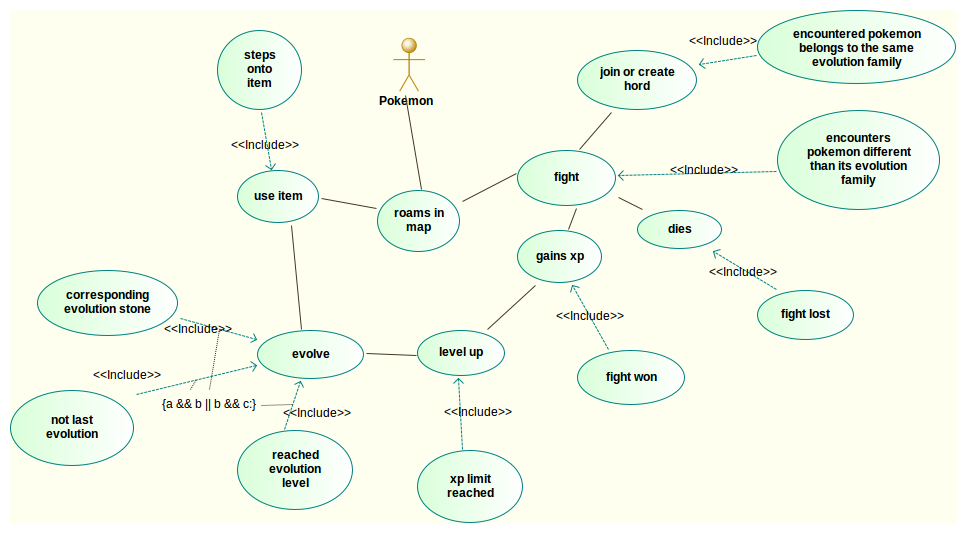 steps
onto
item
Pokemon
<<Include>>
encountered pokemon
belongs to the same
evolution family
join or create
hord
<<Include>>
encounters
pokemon different
than its evolution
family
<<Include>>
fight
use item
roams in
map
dies
gains xp
<<Include>>
corresponding
evolution stone
<<Include>>
fight lost
<<Include>>
evolve
level up
<<Include>>
fight won
{a && b || b && c:}
<<Include>>
<<Include>>
not last
evolution
reached
evolution
level
xp limit
reached